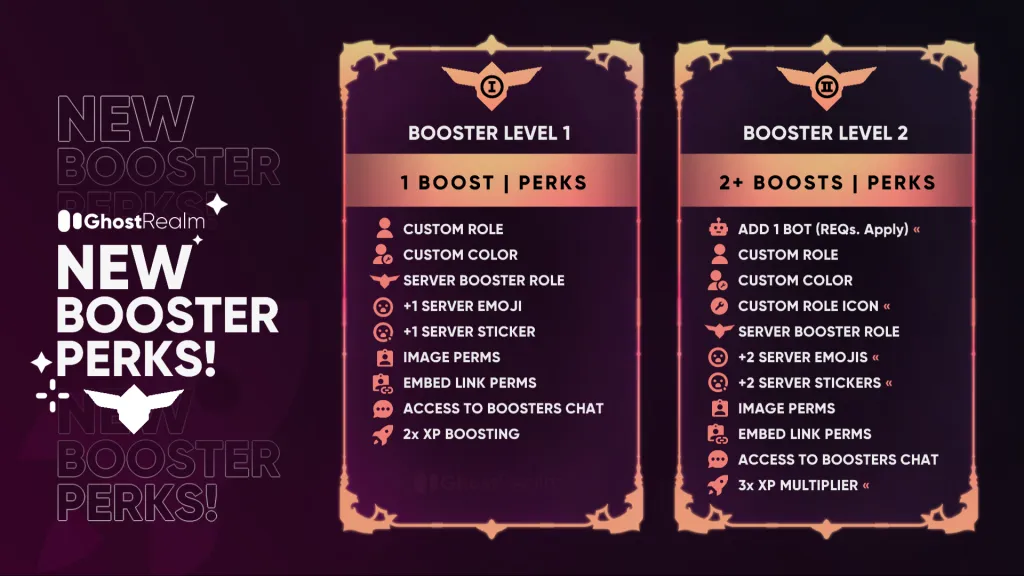 NEW
BOOSTER
PERKS!
GhostRealm
NEW
BOOSTER
PERKS!
NEW
BOOSTER
PERKS!
I
BOOSTER LEVEL 1
1 BOOST | PERKS
CUSTOM ROLE
CUSTOM COLOR
SERVER BOOSTER ROLE
+1 SERVER EMOJI
+1 SERVER STICKER
IMAGE PERMS
EMBED LINK PERMS
ACCESS TO BOOSTERS CHAT
2x XP BOOSTING
GhostRealm
II
BOOSTER LEVEL 2
2+ BOOSTS | PERKS
ADD 1 BOT (REQs. Apply) «
CUSTOM ROLE
CUSTOM COLOR
CUSTOM ROLE ICON «
SERVER BOOSTER ROLE
+2 SERVER EMOJIS «
+2 SERVER STICKERS «
IMAGE PERMS
EMBED LINK PERMS
ACCESS TO BOOSTERS CHAT
3x XP MULTIPLIER «